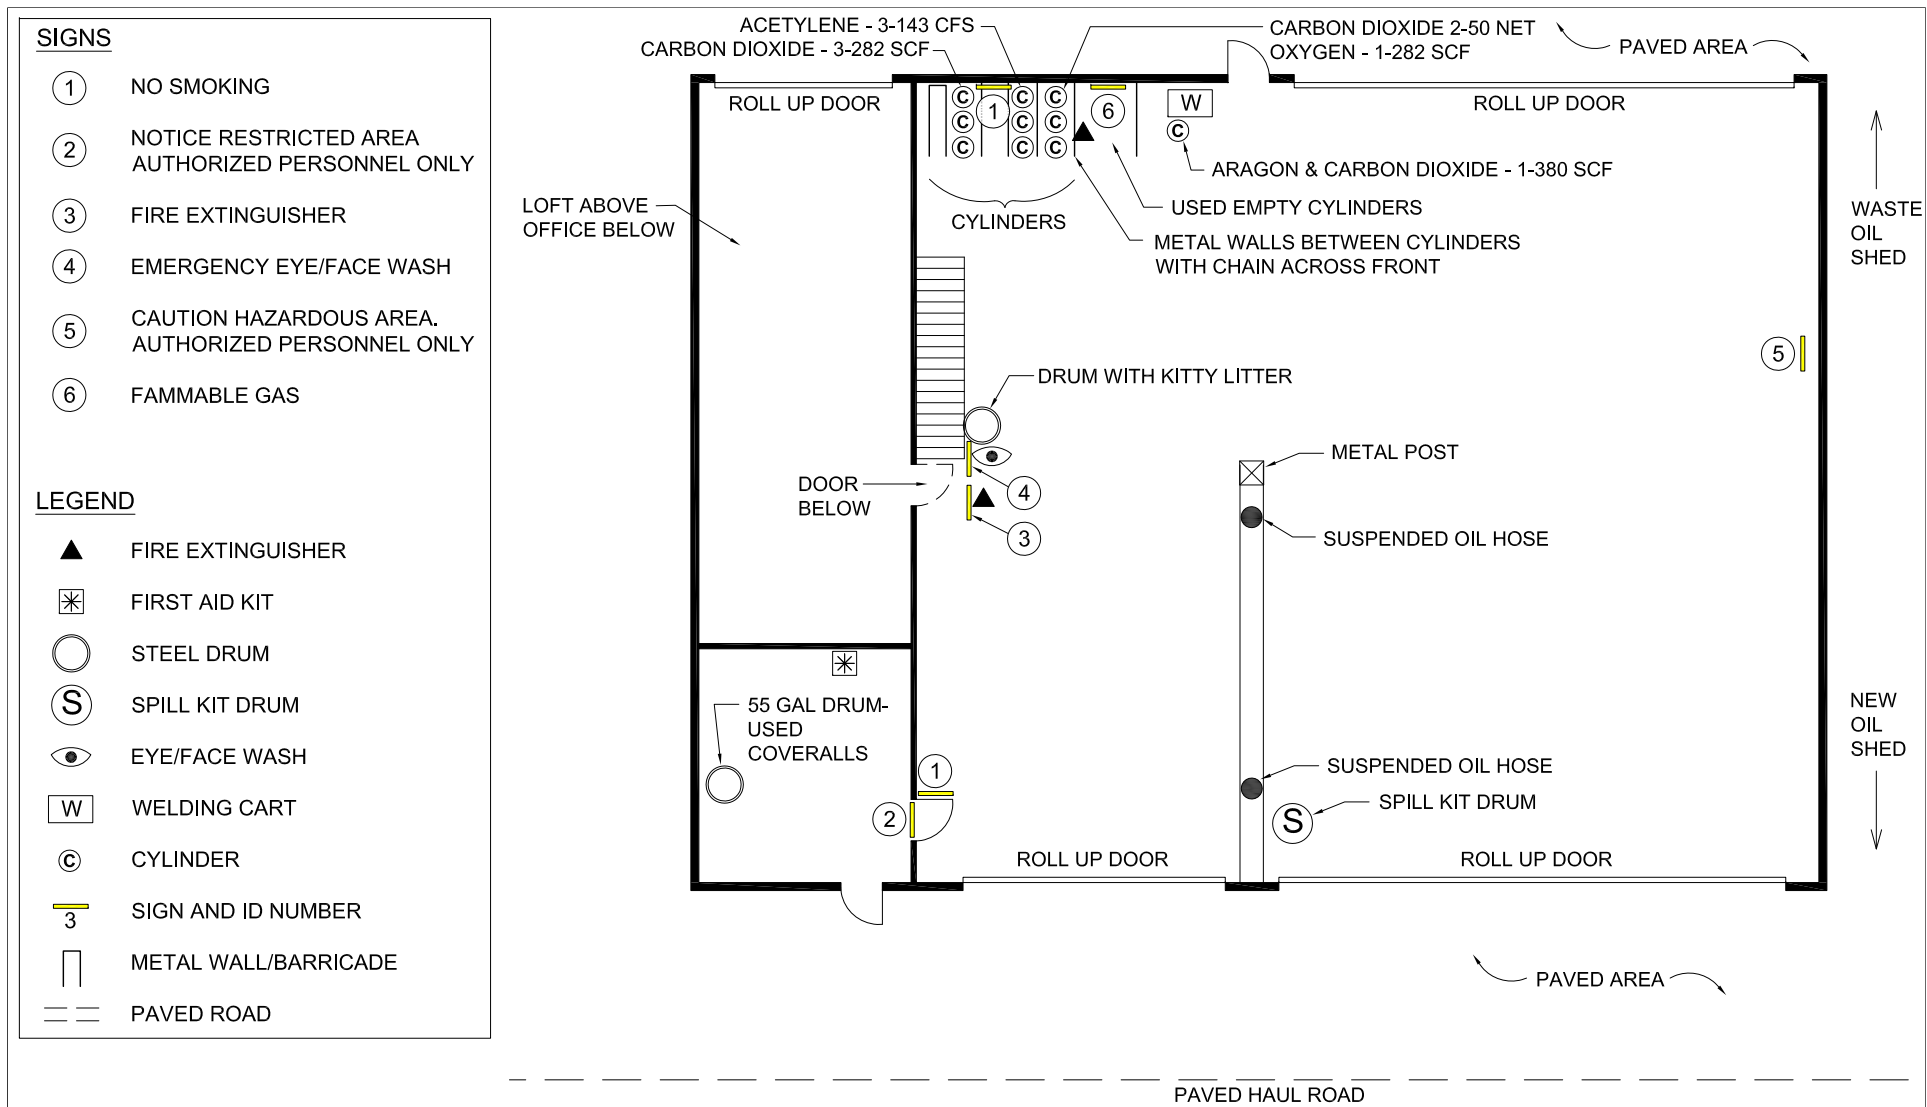 SIGNS
1 NO SMOKING
2 NOTICE RESTRICTED AREA
AUTHORIZED PERSONNEL ONLY
3 FIRE EXTINGUISHER
4 EMERGENCY EYE/FACE WASH
5 CAUTION HAZARDOUS AREA.
AUTHORIZED PERSONNEL ONLY
6 FAMMABLE GAS
LEGEND
FIRE EXTINGUISHER
FIRST AID KIT
STEEL DRUM
S SPILL KIT DRUM
EYE/FACE WASH
W WELDING CART
C CYLINDER
3 SIGN AND ID NUMBER
METAL WALL/BARRICADE
PAVED ROAD
ACETYLENE - 3-143 CFS
CARBON DIOXIDE - 3-282 SCF
CARBON DIOXIDE 2-50 NET
OXYGEN - 1-282 SCF
PAVED AREA
ROLL UP DOOR
C C C
C C C
C C C
1
6
W
C
ROLL UP DOOR
ARAGON & CARBON DIOXIDE - 1-380 SCF
USED EMPTY CYLINDERS
CYLINDERS
METAL WALLS BETWEEN CYLINDERS
WITH CHAIN ACROSS FRONT
LOFT ABOVE
OFFICE BELOW
WASTE
OIL
SHED
5
DRUM WITH KITTY LITTER
METAL POST
DOOR
BELOW
4
3
SUSPENDED OIL HOSE
55 GAL DRUM-
USED
COVERALLS
NEW
OIL
SHED
1
2
SUSPENDED OIL HOSE
S
SPILL KIT DRUM
ROLL UP DOOR
ROLL UP DOOR
PAVED AREA
PAVED HAUL ROAD